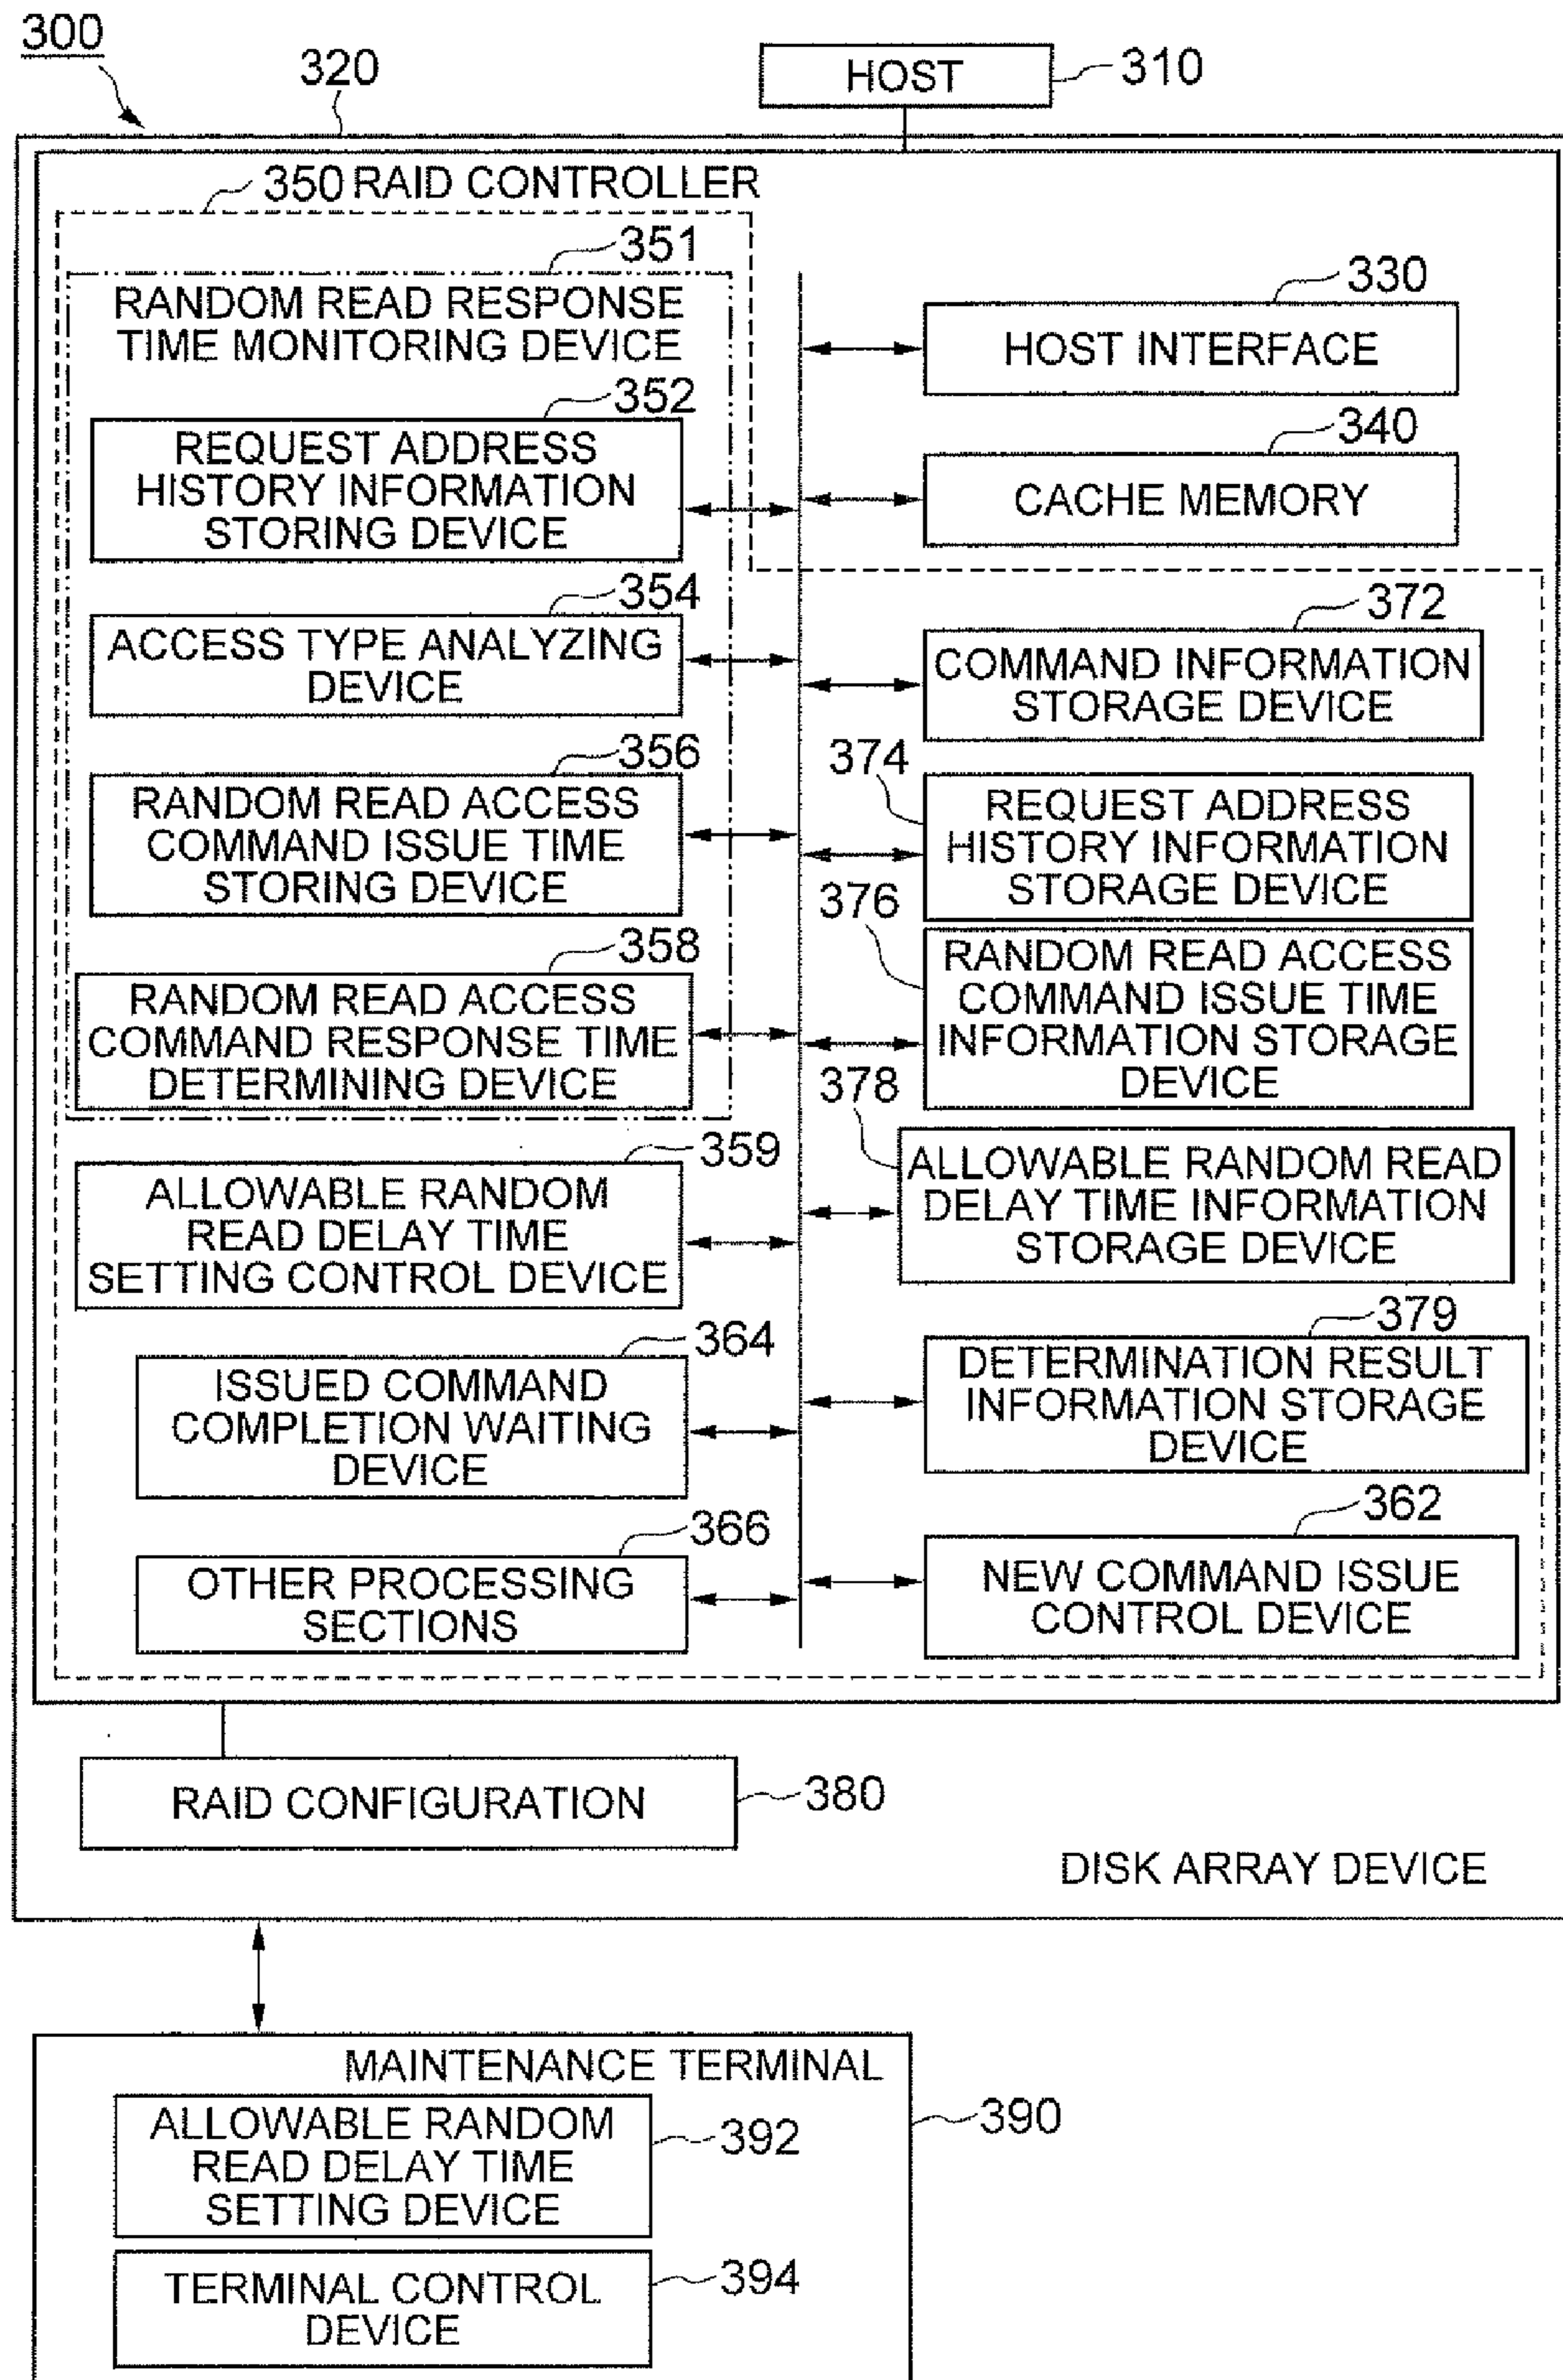 300
320
HOST
310
350 RAID CONTROLLER
351
RANDOM READ RESPONSE
TIME MONITORING DEVICE
330
HOST INTERFACE
352
REQUEST ADDRESS
HISTORY INFORMATION
STORING DEVICE
340
CACHE MEMORY
354
ACCESS TYPE ANALYZING
DEVICE
372
COMMAND INFORMATION
STORAGE DEVICE
356
RANDOM READ ACCESS
COMMAND ISSUE TIME
STORING DEVICE
374
REQUEST ADDRESS
HISTORY INFORMATION
STORAGE DEVICE
376
RANDOM READ ACCESS
COMMAND ISSUE TIME
INFORMATION STORAGE
DEVICE
358
RANDOM READ ACCESS
COMMAND RESPONSE TIME
DETERMINING DEVICE
378
ALLOWABLE RANDOM READ
DELAY TIME INFORMATION
STORAGE DEVICE
359
ALLOWABLE RANDOM
READ DELAY TIME
SETTING CONTROL DEVICE
379
DETERMINATION RESULT
INFORMATION STORAGE
DEVICE
364
ISSUED COMMAND
COMPLETION WAITING
DEVICE
362
NEW COMMAND ISSUE
CONTROL DEVICE
366
OTHER PROCESSING
SECTIONS
RAID CONFIGURATION
380
DISK ARRAY DEVICE
MAINTENANCE TERMINAL
390
ALLOWABLE RANDOM
READ DELAY TIME
SETTING DEVICE
392
TERMINAL CONTROL
DEVICE
394